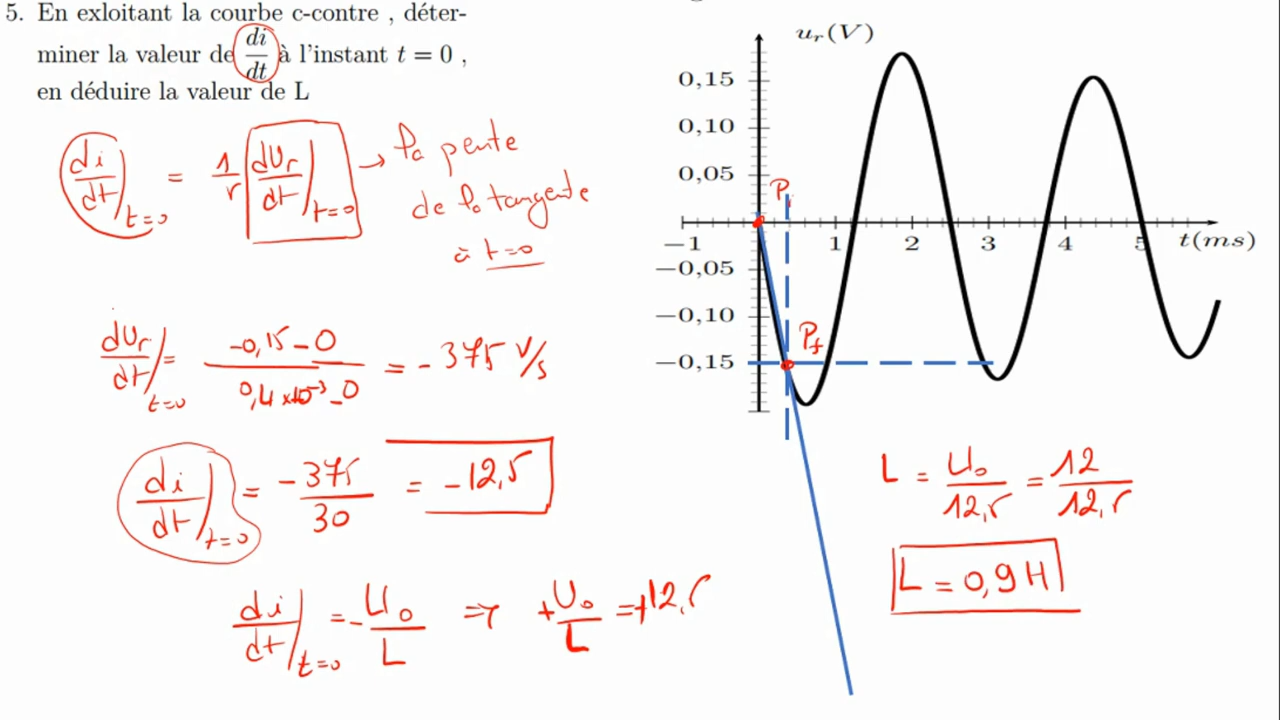 5. En exloitant la courbe c-contre , déter-
miner la valeur de di/dt à l'instant t = 0 ,
en déduire la valeur de L
di/dt)t=0 = 1/r dUr/dt)t=0 → la pente
de la tangente
à t=0
dUr/dt)t=0 = -0,15-0 / 0,4×10⁻³-0 = -375 V/s
di/dt)t=0 = -375/30 = -12,5
di/dt)t=0 = -U₀/L ⇒ +U₀/L = +12,5
uᵣ(V)
0,15
0,10
0,05
P
−1 1 2 3 4 5 t(ms)
−0,05
−0,10
Pf
−0,15
L = U₀/12,5 = 12/12,5
L = 0,9H